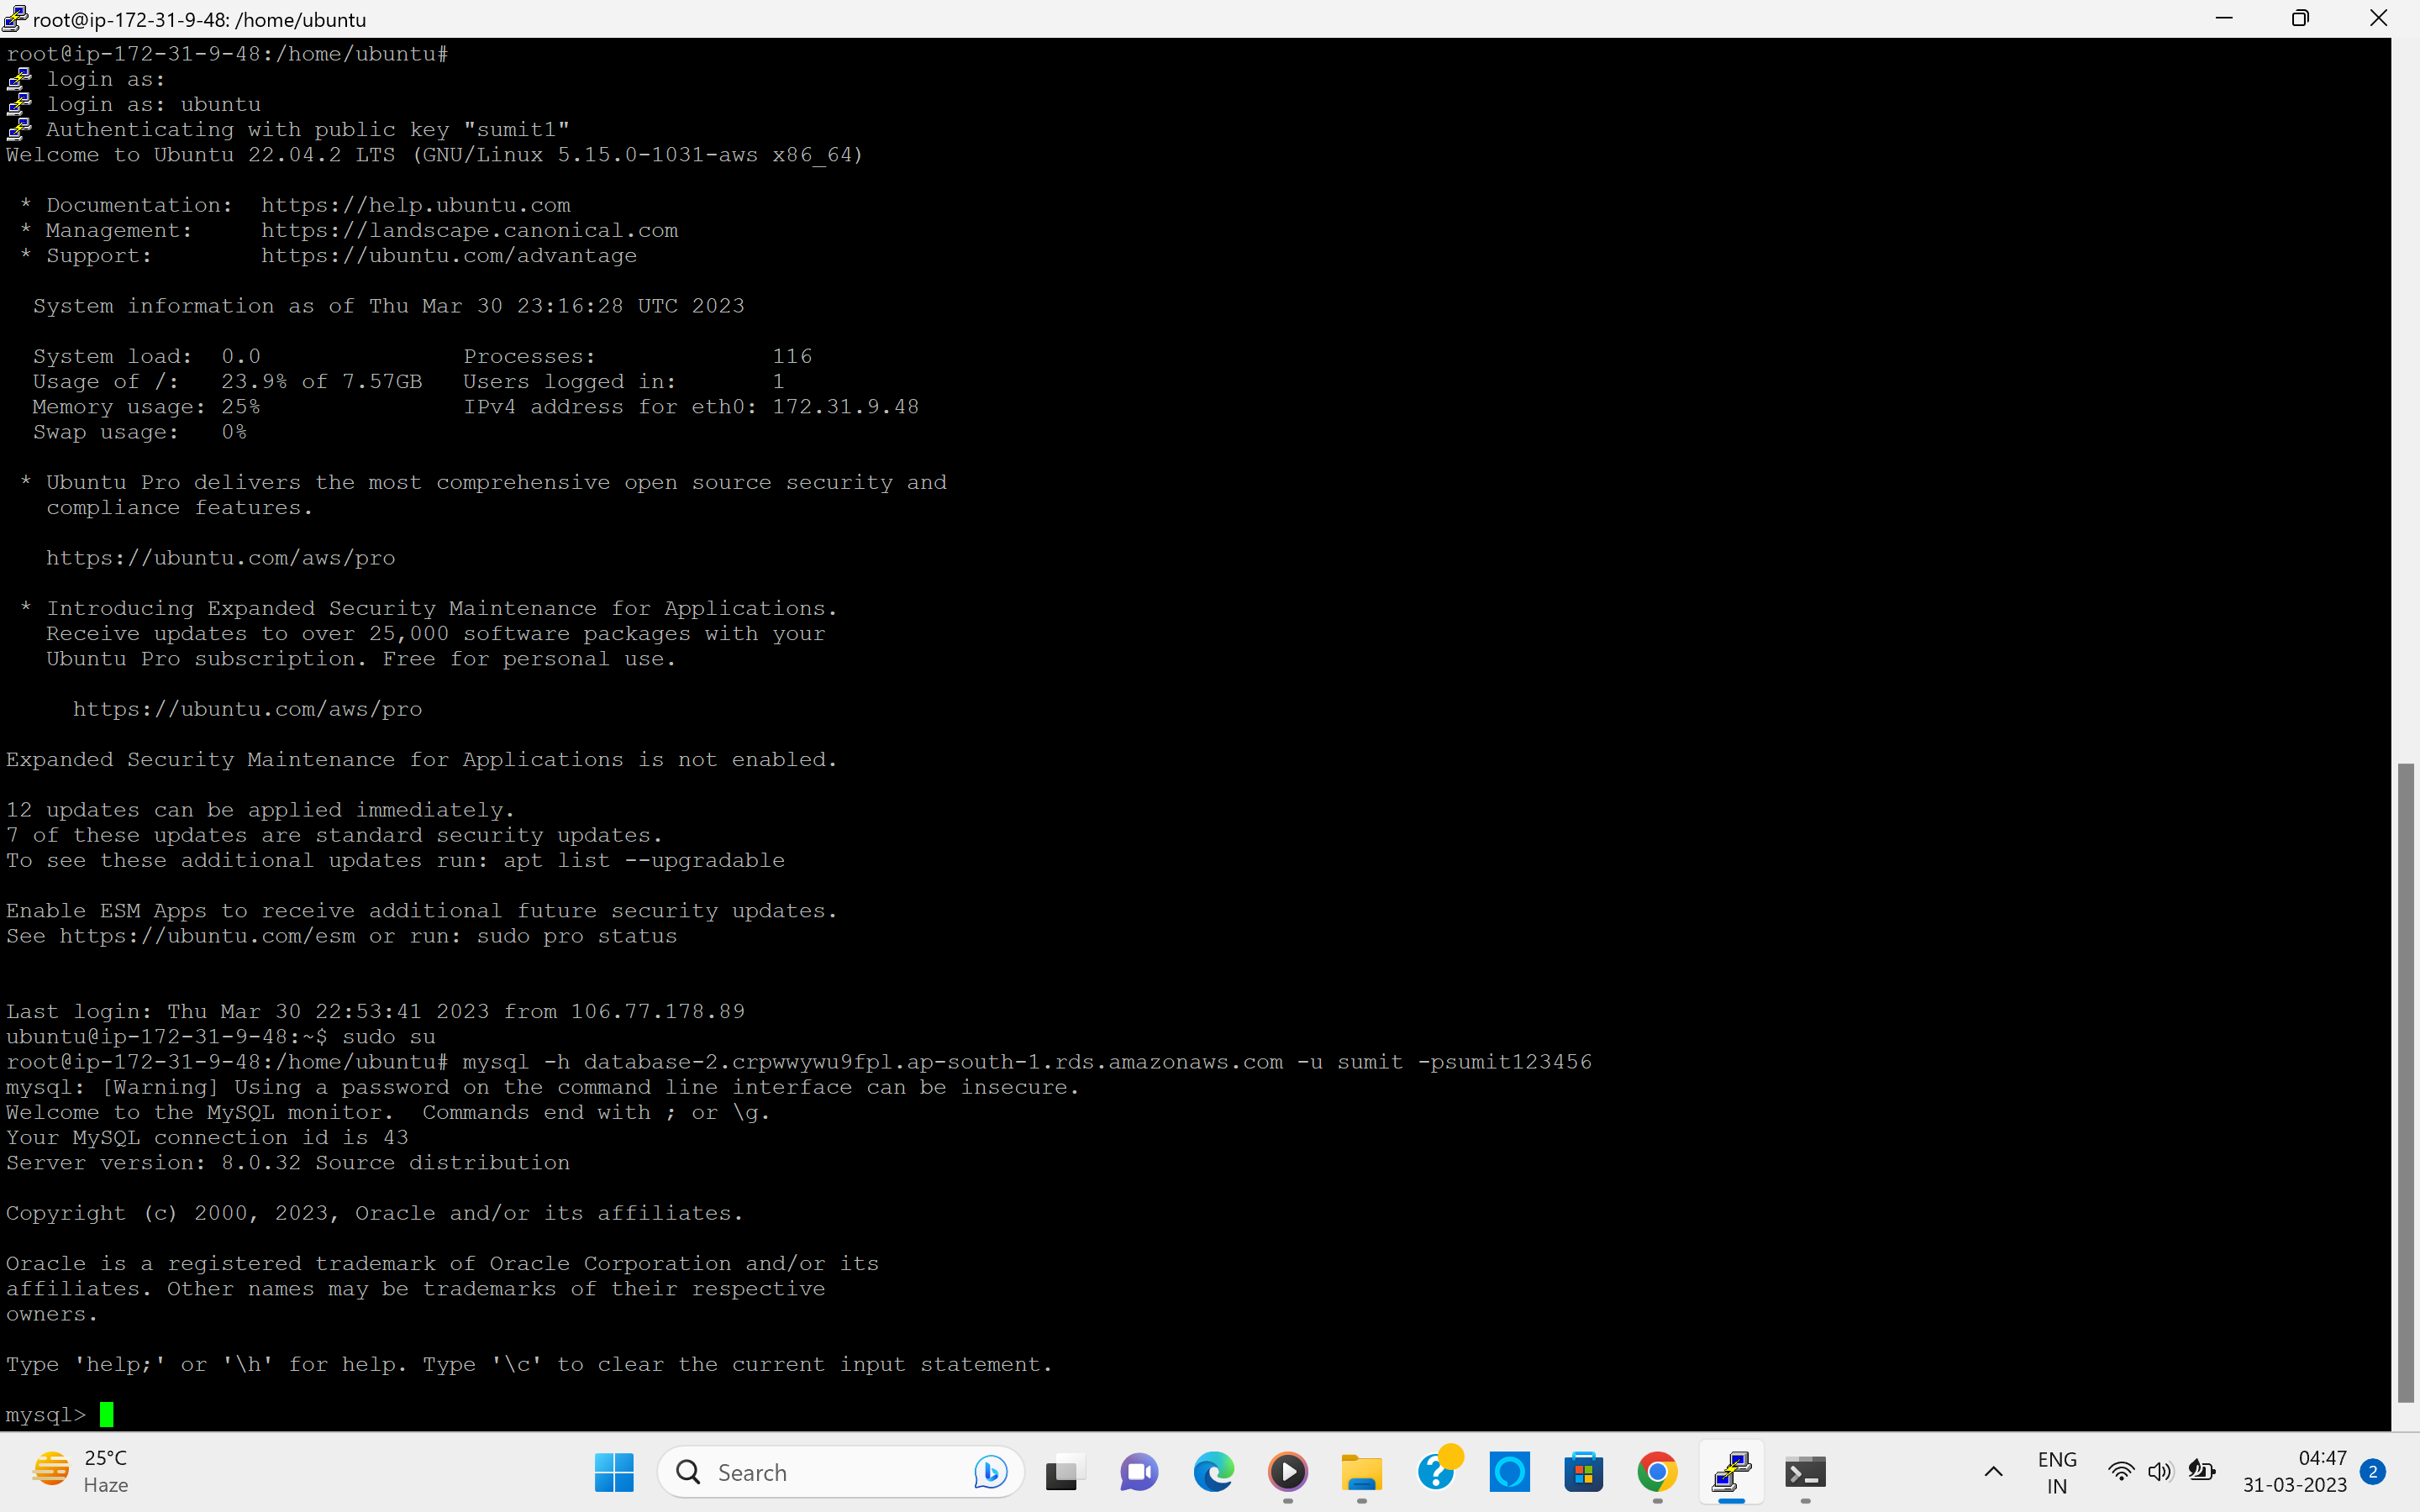 root@ip-172-31-9-48: /home/ubuntu
root@ip-172-31-9-48:/home/ubuntu#
login as:
login as: ubuntu
Authenticating with public key "sumit1"
Welcome to Ubuntu 22.04.2 LTS (GNU/Linux 5.15.0-1031-aws x86_64)
* Documentation:  https://help.ubuntu.com
* Management:     https://landscape.canonical.com
* Support:        https://ubuntu.com/advantage
System information as of Thu Mar 30 23:16:28 UTC 2023
System load:  0.0               Processes:             116
Usage of /:   23.9% of 7.57GB   Users logged in:       1
Memory usage: 25%               IPv4 address for eth0: 172.31.9.48
Swap usage:   0%
* Ubuntu Pro delivers the most comprehensive open source security and
compliance features.
https://ubuntu.com/aws/pro
* Introducing Expanded Security Maintenance for Applications.
Receive updates to over 25,000 software packages with your
Ubuntu Pro subscription. Free for personal use.
https://ubuntu.com/aws/pro
Expanded Security Maintenance for Applications is not enabled.
12 updates can be applied immediately.
7 of these updates are standard security updates.
To see these additional updates run: apt list --upgradable
Enable ESM Apps to receive additional future security updates.
See https://ubuntu.com/esm or run: sudo pro status
Last login: Thu Mar 30 22:53:41 2023 from 106.77.178.89
ubuntu@ip-172-31-9-48:~$ sudo su
root@ip-172-31-9-48:/home/ubuntu# mysql -h database-2.crpwwywu9fpl.ap-south-1.rds.amazonaws.com -u sumit -psumit123456
mysql: [Warning] Using a password on the command line interface can be insecure.
Welcome to the MySQL monitor.  Commands end with ; or \g.
Your MySQL connection id is 43
Server version: 8.0.32 Source distribution
Copyright (c) 2000, 2023, Oracle and/or its affiliates.
Oracle is a registered trademark of Oracle Corporation and/or its
affiliates. Other names may be trademarks of their respective
owners.
Type 'help;' or '\h' for help. Type '\c' to clear the current input statement.
mysql>
25°C
Haze
Search
ENG
IN
04:47
31-03-2023
2